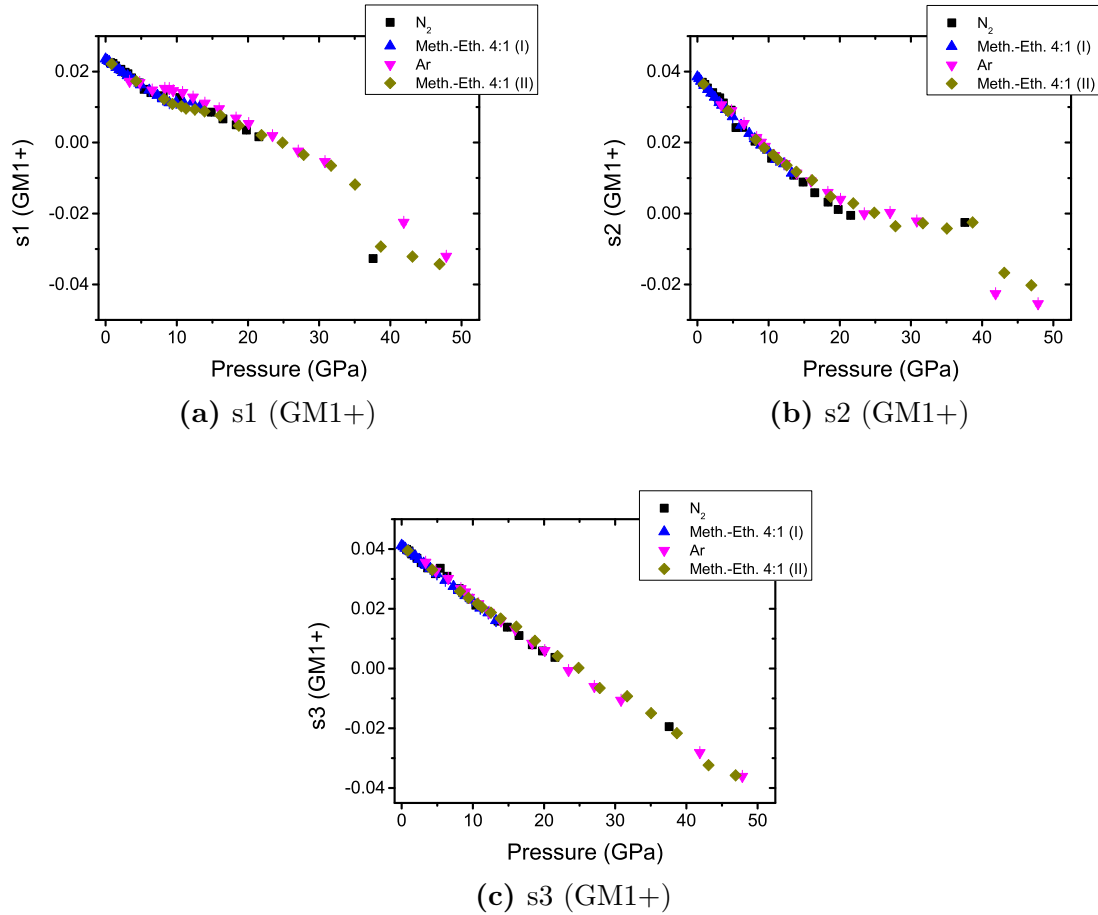 N₂
Meth.-Eth. 4:1 (I)
Ar
Meth.-Eth. 4:1 (II)
0.02
0.00
-0.02
-0.04
s1 (GM1+)
0 10 20 30 40 50
Pressure (GPa)
(a) s1 (GM1+)
N₂
Meth.-Eth. 4:1 (I)
Ar
Meth.-Eth. 4:1 (II)
0.04
0.02
0.00
-0.02
s2 (GM1+)
0 10 20 30 40 50
Pressure (GPa)
(b) s2 (GM1+)
N₂
Meth.-Eth. 4:1 (I)
Ar
Meth.-Eth. 4:1 (II)
0.04
0.02
0.00
-0.02
-0.04
s3 (GM1+)
0 10 20 30 40 50
Pressure (GPa)
(c) s3 (GM1+)